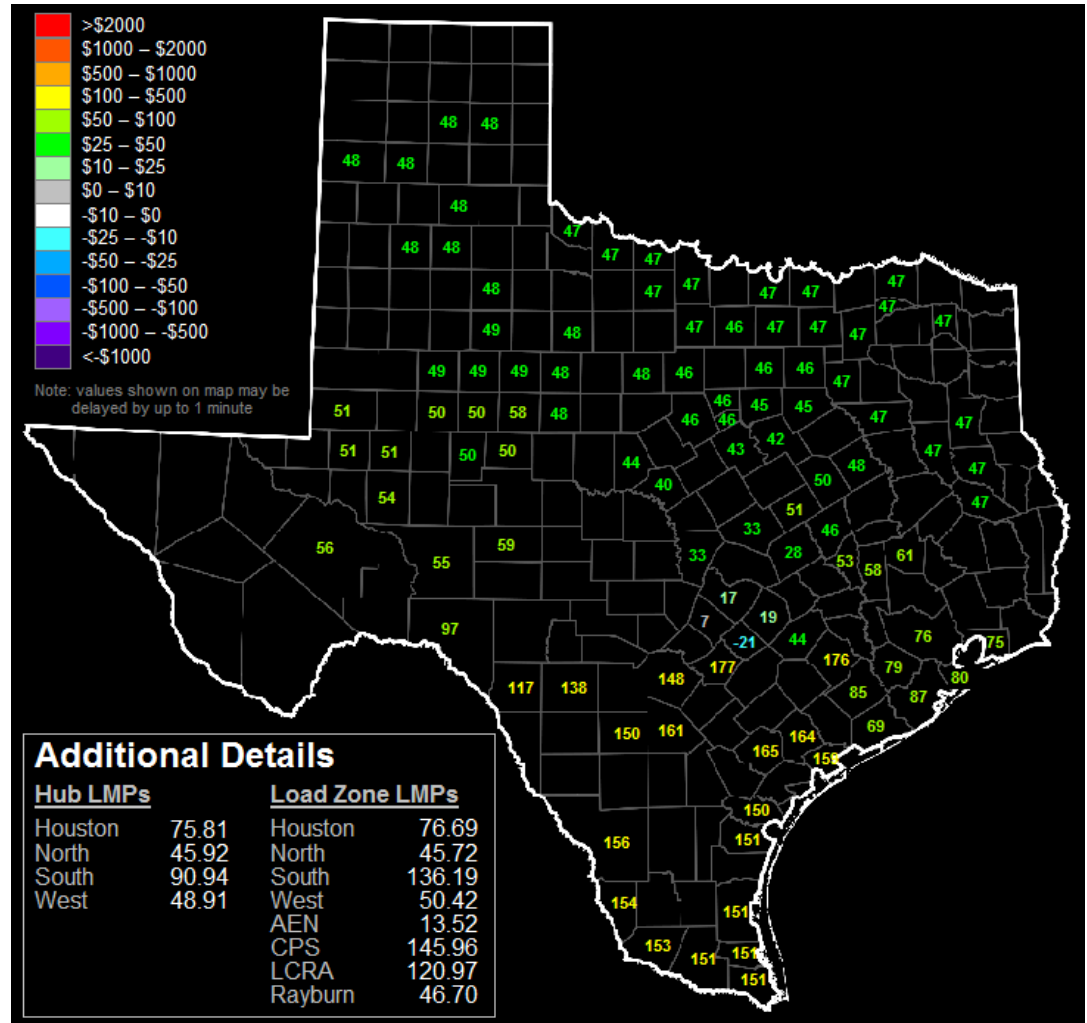 >$2000
$1000 – $2000
$500 – $1000
$100 – $500
$50 – $100
$25 – $50
$10 – $25
$0 – $10
-$10 – $0
-$25 – -$10
-$50 – -$25
-$100 – -$50
-$500 – -$100
-$1000 – -$500
<-$1000
Note: values shown on map may be
delayed by up to 1 minute
48 48
48 48
48
47
48 48 47 47
48 47 47 47 47 47
47
49 48 47 46 47 47 47 47
49 49 49 48 48 46 46 46 47
51 50 50 58 48 46 46 46 45 45 47 47
51 51 50 50 44 43 42 47
40 50 48 47
54 51 47
33 46
56 55 59 33 28 53 58 61
17
7 19
97 -21 44 76 75
117 138 148 177 176 79 80
85 87
150 161 165 164 69
150
156 151
154 151
153 151 151
151
Additional Details
Hub LMPs Load Zone LMPs
Houston 75.81 Houston 76.69
North 45.92 North 45.72
South 90.94 South 136.19
West 48.91 West 50.42
AEN 13.52
CPS 145.96
LCRA 120.97
Rayburn 46.70